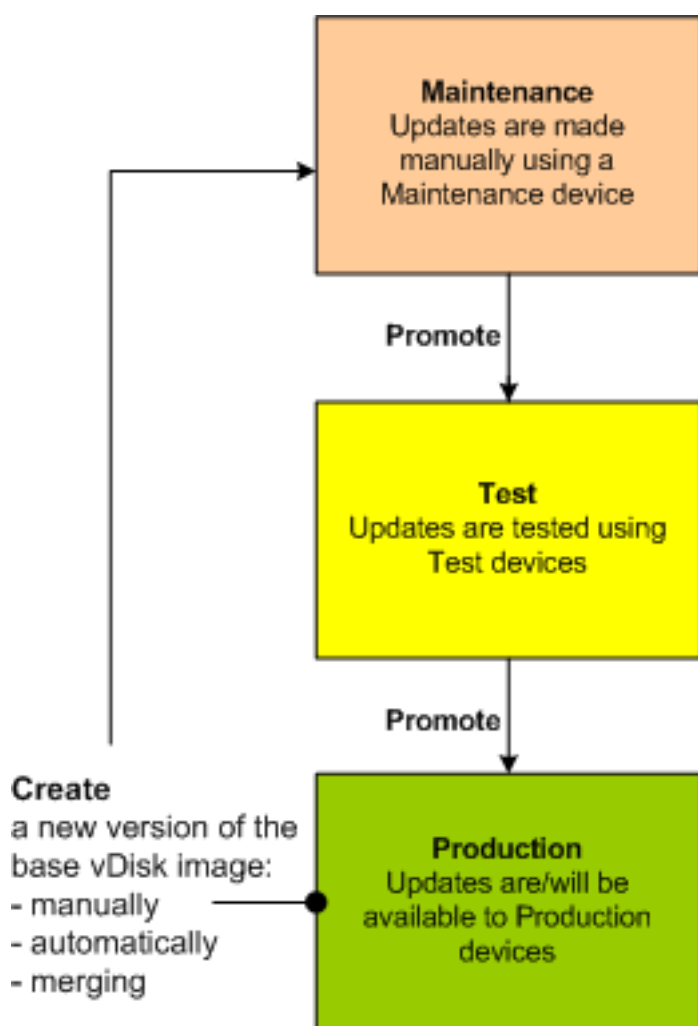 Maintenance
Updates are made
manually using a
Maintenance device
Promote
Test
Updates are tested using
Test devices
Promote
Create
a new version of the
base vDisk image:
- manually
- automatically
- merging
Production
Updates are/will be
available to Production
devices